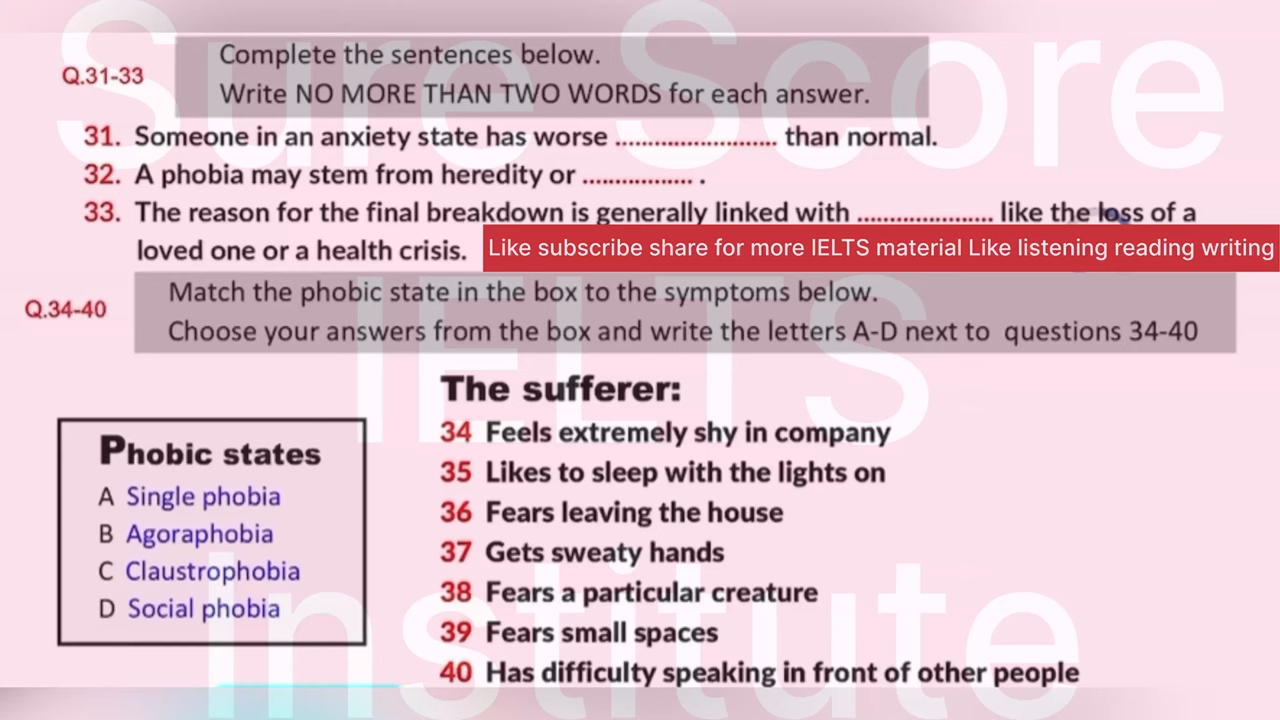 Sure Score
IELTS
Institute
Q.31-33
Complete the sentences below.
Write NO MORE THAN TWO WORDS for each answer.
31. Someone in an anxiety state has worse ......................... than normal.
32. A phobia may stem from heredity or ................. .
33. The reason for the final breakdown is generally linked with ..................... like the loss of a
loved one or a health crisis.
Like subscribe share for more IELTS material Like listening reading writing
Q.34-40
Match the phobic state in the box to the symptoms below.
Choose your answers from the box and write the letters A-D next to questions 34-40
Phobic states
A Single phobia
B Agoraphobia
C Claustrophobia
D Social phobia
The sufferer:
34 Feels extremely shy in company
35 Likes to sleep with the lights on
36 Fears leaving the house
37 Gets sweaty hands
38 Fears a particular creature
39 Fears small spaces
40 Has difficulty speaking in front of other people